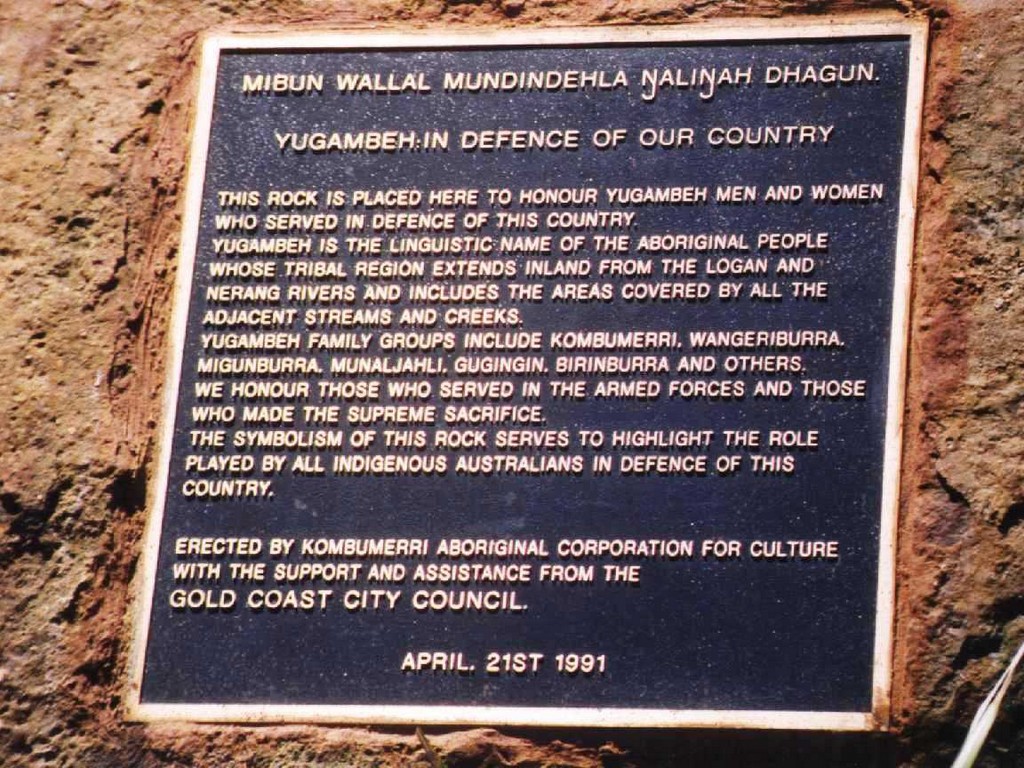 MIBUN WALLAL MUNDINDEHLA ŊALIŊAH DHAGUN.
YUGAMBEH:IN DEFENCE OF OUR COUNTRY
THIS ROCK IS PLACED HERE TO HONOUR YUGAMBEH MEN AND WOMEN
WHO SERVED IN DEFENCE OF THIS COUNTRY.
YUGAMBEH IS THE LINGUISTIC NAME OF THE ABORIGINAL PEOPLE
WHOSE TRIBAL REGION EXTENDS INLAND FROM THE LOGAN AND
NERANG RIVERS AND INCLUDES THE AREAS COVERED BY ALL THE
ADJACENT STREAMS AND CREEKS.
YUGAMBEH FAMILY GROUPS INCLUDE KOMBUMERRI, WANGERIBURRA,
MIGUNBURRA, MUNALJAHLI, GUGINGIN, BIRINBURRA AND OTHERS.
WE HONOUR THOSE WHO SERVED IN THE ARMED FORCES AND THOSE
WHO MADE THE SUPREME SACRIFICE.
THE SYMBOLISM OF THIS ROCK SERVES TO HIGHLIGHT THE ROLE
PLAYED BY ALL INDIGENOUS AUSTRALIANS IN DEFENCE OF THIS
COUNTRY.
ERECTED BY KOMBUMERRI ABORIGINAL CORPORATION FOR CULTURE
WITH THE SUPPORT AND ASSISTANCE FROM THE
GOLD COAST CITY COUNCIL.
APRIL, 21ST 1991